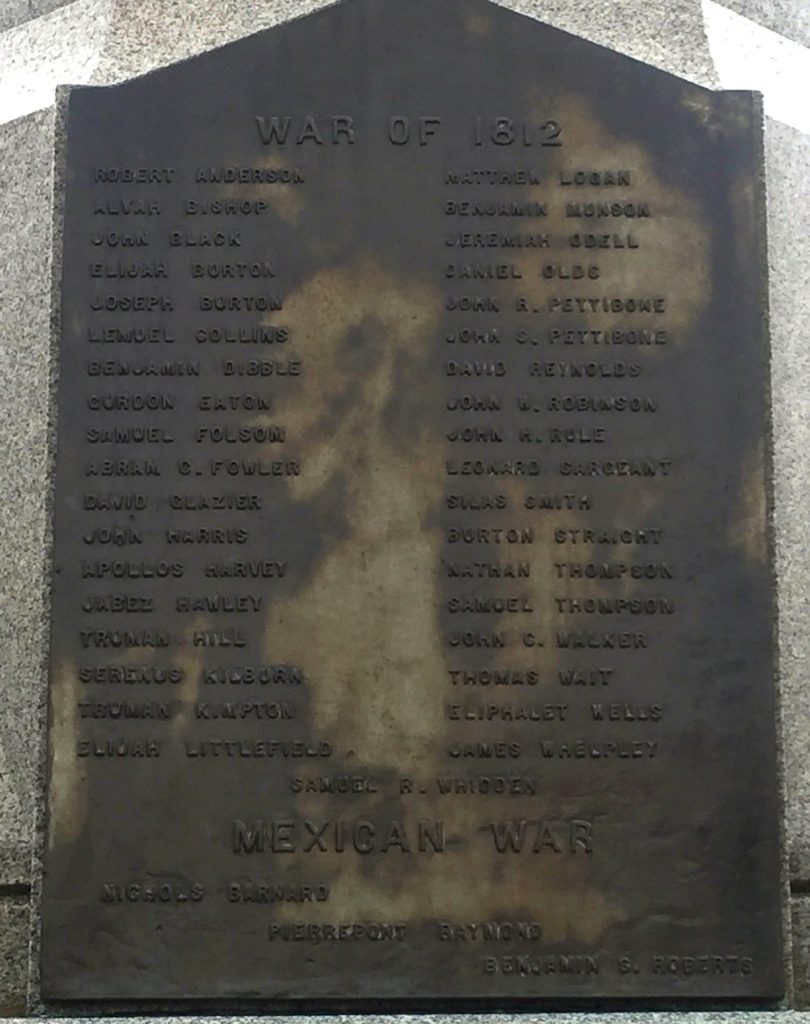 WAR OF 1812
ROBERT ANDERSON
ALVAH BISHOP
JOHN BLACK
ELIJAH BURTON
JOSEPH BURTON
LEMUEL COLLINS
BENJAMIN DIBBLE
GURDON EATON
SAMUEL FOLSOM
ABRAM C. FOWLER
DAVID GLAZIER
JOHN HARRIS
APOLLOS HARVEY
JABEZ HAWLEY
TRUMAN HILL
SERENUS KILBURN
TRUMAN KIMPTON
ELIJAH LITTLEFIELD
MATTHEW LOGAN
BENJAMIN MUNSON
JEREMIAH ODELL
DANIEL OLDS
JOHN R. PETTIBONE
JOHN S. PETTIBONE
DAVID REYNOLDS
JOHN W. ROBINSON
JOHN H. RULE
LEONARD SARGEANT
SILAS SMITH
BURTON STRAIGHT
NATHAN THOMPSON
SAMUEL THOMPSON
JOHN C. WALKER
THOMAS WAIT
ELIPHALET WELLS
JAMES WHELPLEY
SAMUEL R. WHIDDEN
MEXICAN WAR
NICHOLS BARNARD
PIERREPONT RAYMOND
BENJAMIN S. ROBERTS